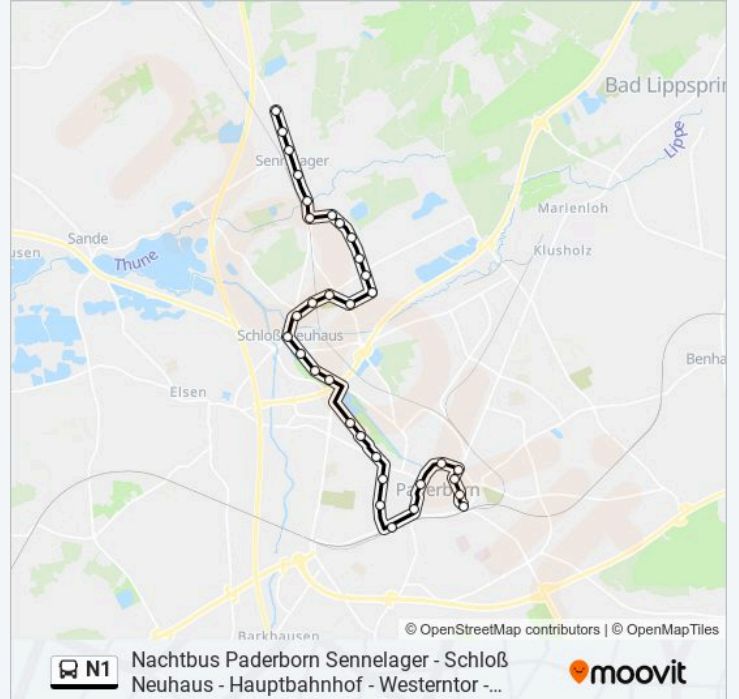 Bad Lippsprin
Lippe
Sennelager
Marienloh
Sande
usen
Thune
Klusholz
Schloß Neuhaus
Benha
Elsen
Paderborn
© OpenStreetMap contributors | © OpenMapTiles
Barkhausen
N1
Nachtbus Paderborn Sennelager - Schloß
Neuhaus - Hauptbahnhof - Westerntor -...
moovit